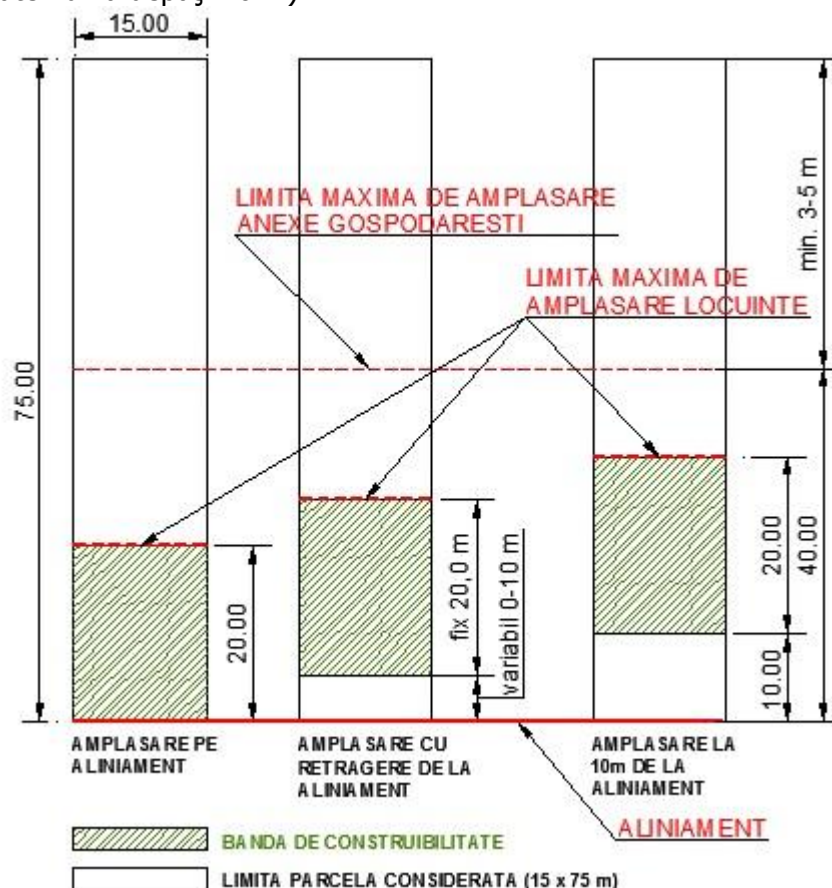 15.00
LIMITA MAXIMA DE AMPLASARE
ANEXE GOSPODARESTI
LIMITA MAXIMA DE
AMPLASARE LOCUINTE
min. 3-5 m
75.00
20.00
fix 20,0 m
variabil 0-10 m
20.00
40.00
10.00
AMPLASARE PE
ALINIAMENT
AMPLASARE CU
RETRAGERE DE LA
ALINIAMENT
AMPLASARE LA
10m DE LA
ALINIAMENT
ALINIAMENT
BANDA DE CONSTRUIBILITATE
LIMITA PARCELA CONSIDERATA (15 x 75 m)